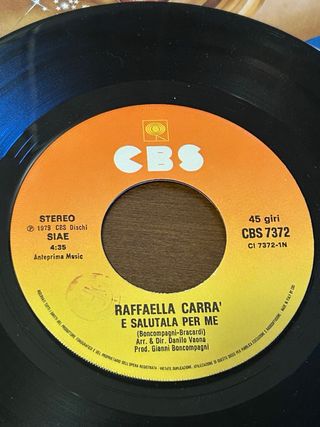 CBS
STEREO
℗ 1979 CBS Dischi
SIAE
4:35
Anteprima Music
45 giri
CBS 7372
CI 7372-1N
RAFFAELLA CARRA'
E SALUTALA PER ME
(Boncompagni-Bracardi)
Arr. & Dir. Danilo Vaona
Prod. Gianni Boncompagni